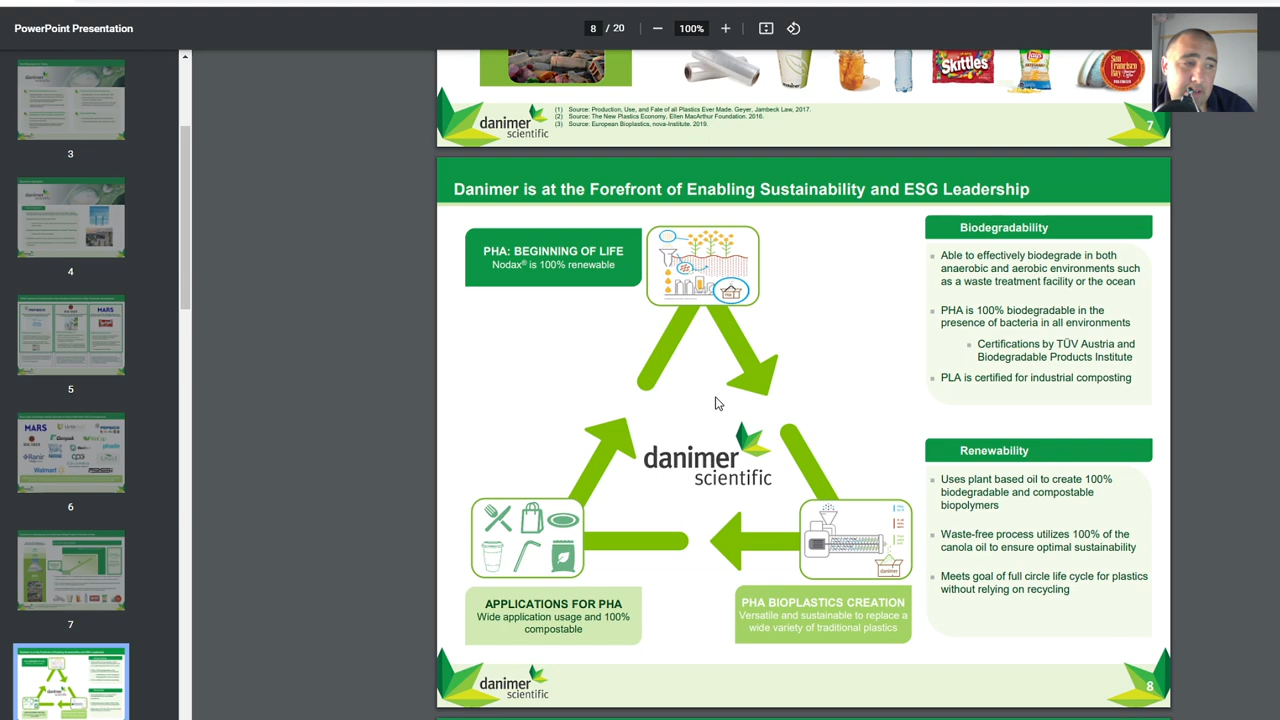 PowerPoint Presentation
8 / 20
100%
3
4
5
6
7
MARS
MARS
Walmart
Skittles
Lay's
SAN FRANCISCO BAY
danimer
scientific
(1) Source: Production, Use, and Fate of all Plastics Ever Made. Geyer, Jambeck Law, 2017.
(2) Source: The New Plastics Economy, Ellen MacArthur Foundation. 2016.
(3) Source: European Bioplastics, nova-Institute. 2019.
7
Danimer is at the Forefront of Enabling Sustainability and ESG Leadership
PHA: BEGINNING OF LIFE
Nodax® is 100% renewable
danimer
scientific
danimer
APPLICATIONS FOR PHA
Wide application usage and 100%
compostable
PHA BIOPLASTICS CREATION
Versatile and sustainable to replace a
wide variety of traditional plastics
Biodegradability
Able to effectively biodegrade in both
anaerobic and aerobic environments such
as a waste treatment facility or the ocean
PHA is 100% biodegradable in the
presence of bacteria in all environments
Certifications by TÜV Austria and
Biodegradable Products Institute
PLA is certified for industrial composting
Renewability
Uses plant based oil to create 100%
biodegradable and compostable
biopolymers
Waste-free process utilizes 100% of the
canola oil to ensure optimal sustainability
Meets goal of full circle life cycle for plastics
without relying on recycling
danimer
scientific
8